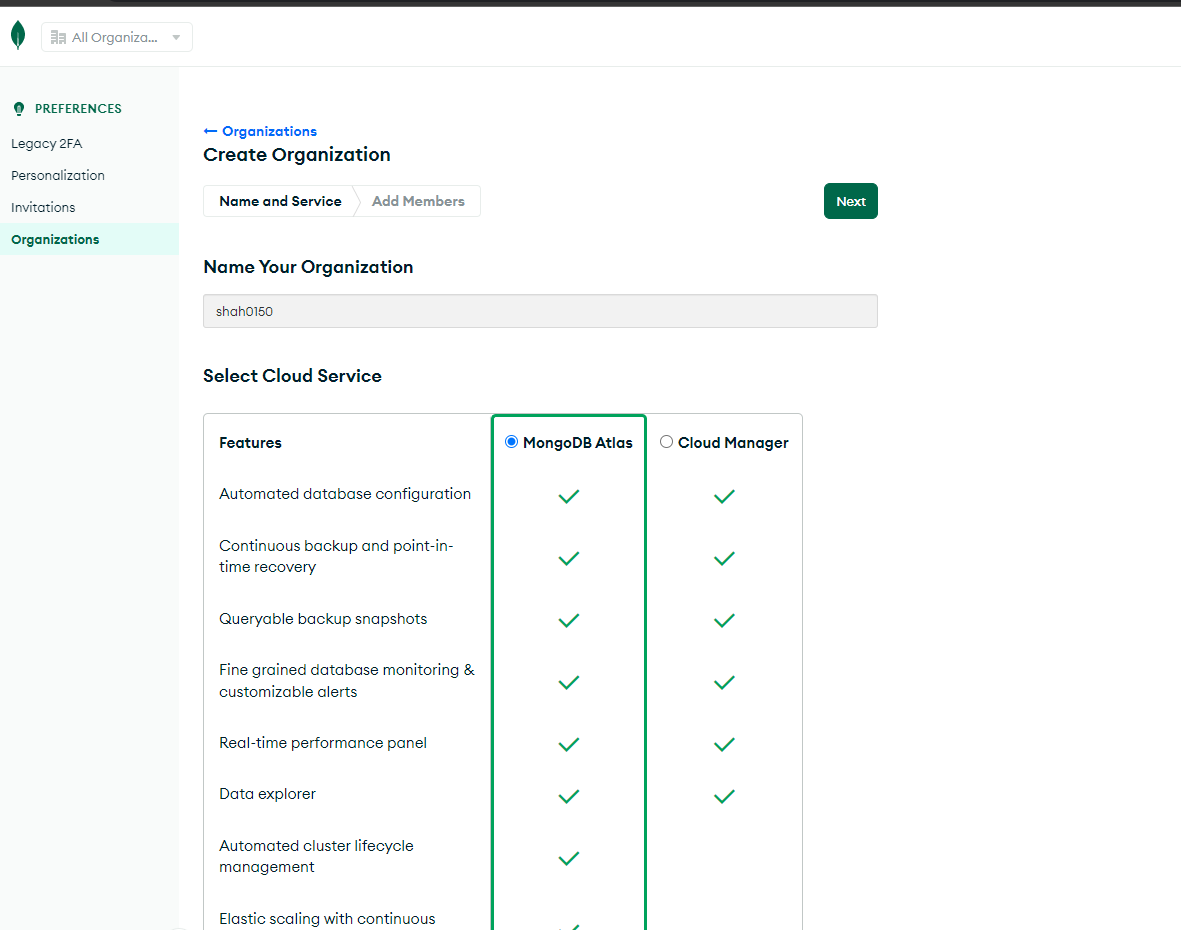 All Organiza...
PREFERENCES
Legacy 2FA
Personalization
Invitations
Organizations
← Organizations
Create Organization
Name and Service
Add Members
Next
Name Your Organization
shah0150
Select Cloud Service
Features
MongoDB Atlas
Cloud Manager
Automated database configuration
Continuous backup and point-in-
time recovery
Queryable backup snapshots
Fine grained database monitoring &
customizable alerts
Real-time performance panel
Data explorer
Automated cluster lifecycle
management
Elastic scaling with continuous